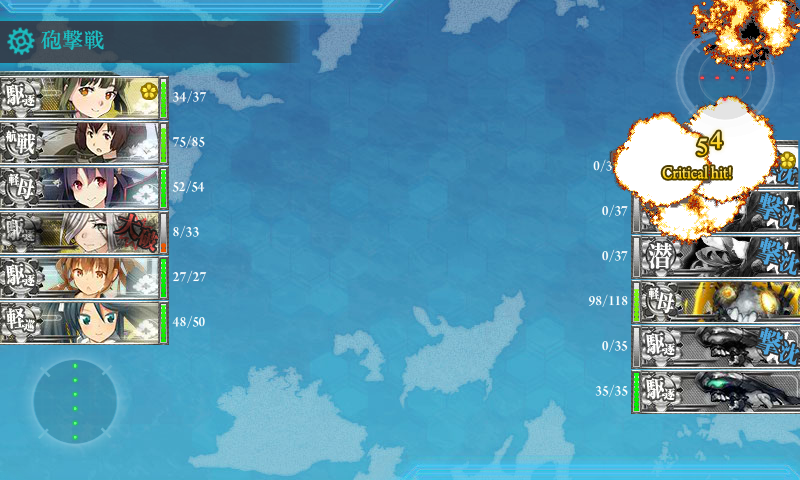 砲撃戦
駆逐
34/37
航戦
75/85
軽母
52/54
駆逐
大破
8/33
駆逐
27/27
軽巡
48/50
54
Critical hit!
撃沈
0/37
撃沈
潜
0/37
撃沈
軽母
98/118
駆逐
0/35
撃沈
駆逐
35/35